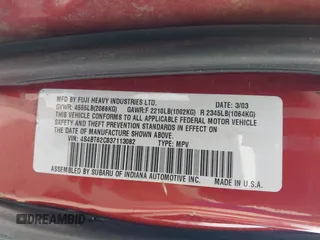 MFD BY FUJI HEAVY INDUSTRIES LTD. DATE: 3/03
GVWR: 4555LB(2066KG) GAWR:F 2210LB(1002KG) R 2345LB(1064KG)
THIS VEHICLE CONFORMS TO ALL APPLICABLE FEDERAL MOTOR VEHICLE
SAFETY AND THEFT PREVENTION STANDARDS IN EFFECT ON THE
DATE OF MANUFACTURE SHOWN ABOVE.
VIN: 4S4BT62C837113082 TYPE: MPV
ASSEMBLED BY SUBARU OF INDIANA AUTOMOTIVE INC. MADE IN U.S.A.
DREAMBID